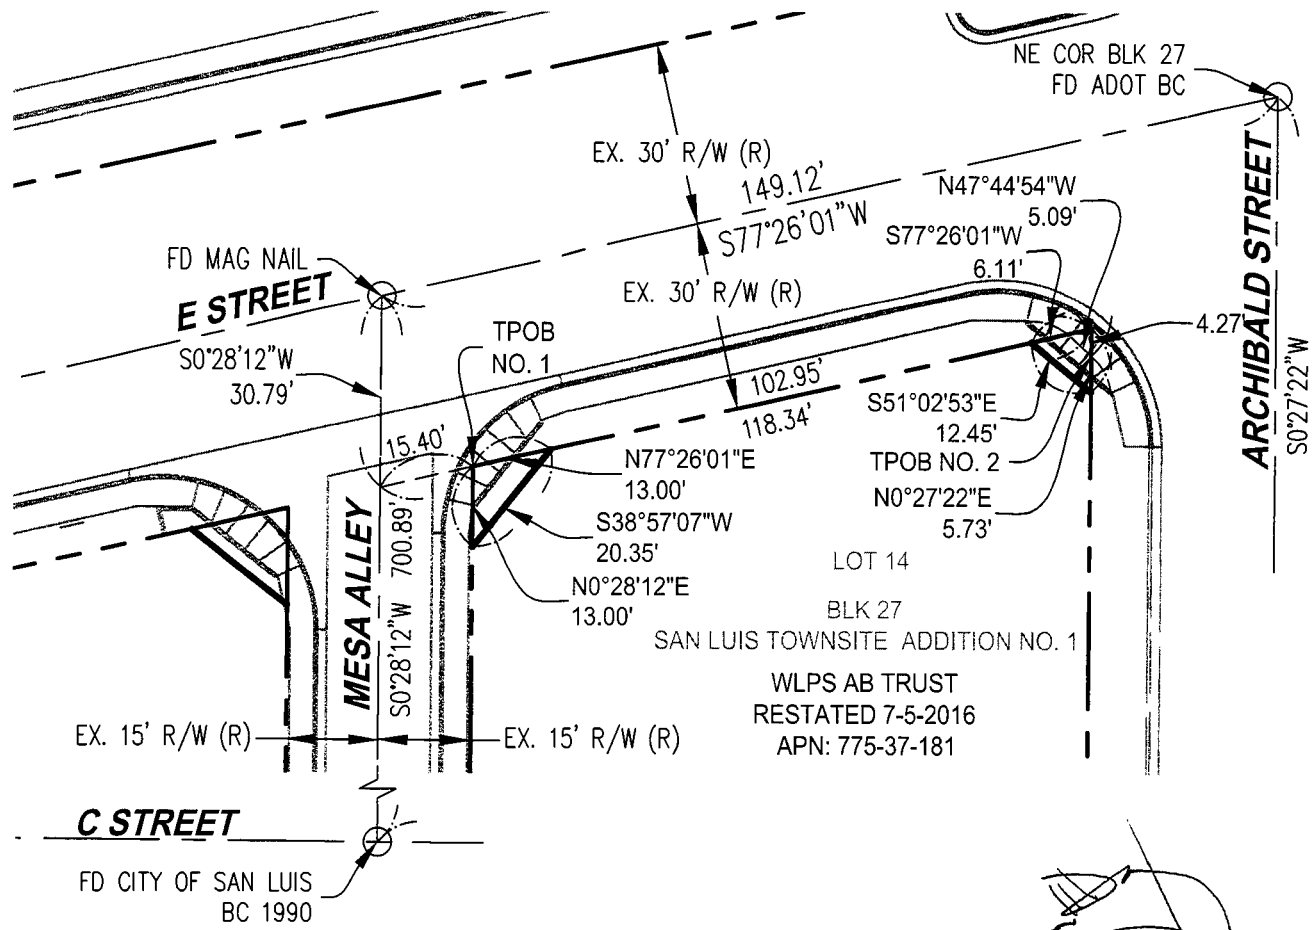 NE COR BLK 27
FD ADOT BC
EX. 30' R/W (R)
149.12'
S77°26'01"W
N47°44'54"W
5.09'
S77°26'01"W
6.11'
ARCHIBALD STREET
S0°27'22"W
FD MAG NAIL
E STREET
EX. 30' R/W (R)
TPOB
NO. 1
S0°28'12"W
30.79'
4.27'
102.95'
118.34'
S51°02'53"E
12.45'
15.40'
N77°26'01"E
13.00'
TPOB NO. 2
N0°27'22"E
5.73'
S38°57'07"W
20.35'
N0°28'12"E
13.00'
MESA ALLEY
S0°28'12"W 700.89'
LOT 14
BLK 27
SAN LUIS TOWNSITE ADDITION NO. 1
WLPS AB TRUST
RESTATED 7-5-2016
APN: 775-37-181
EX. 15' R/W (R)
EX. 15' R/W (R)
C STREET
FD CITY OF SAN LUIS
BC 1990